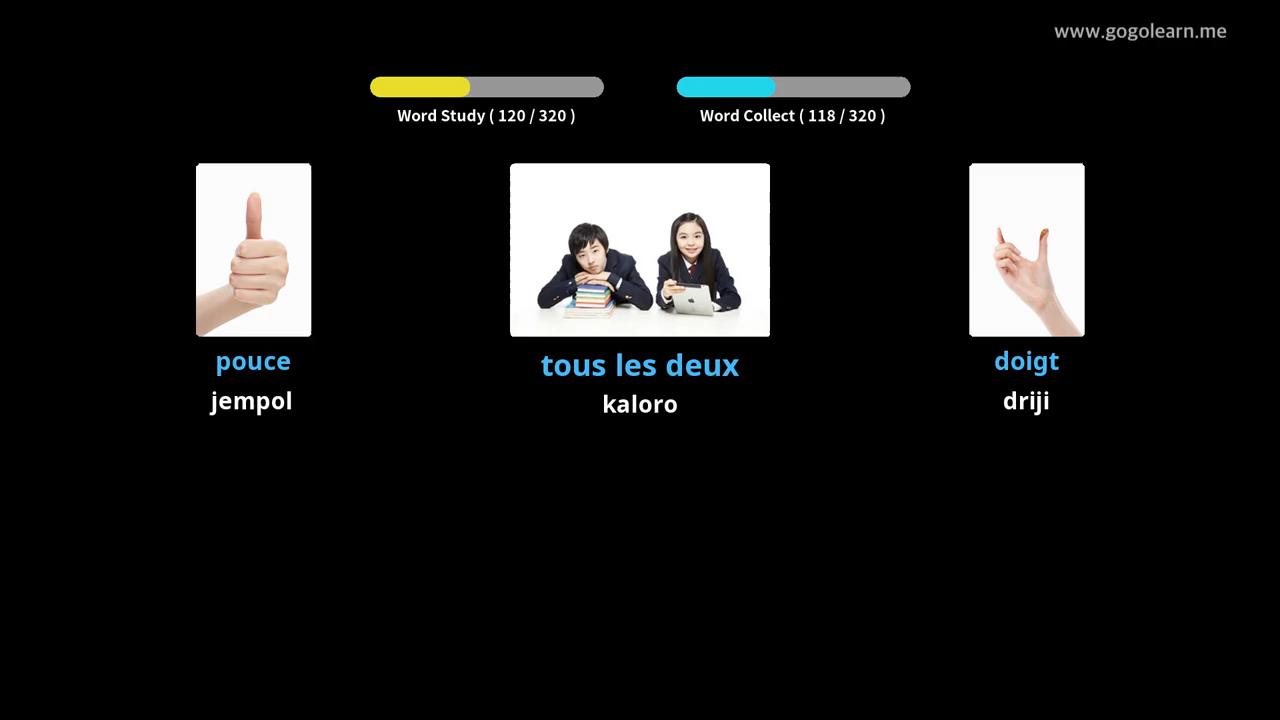 www.gogolearn.me
Word Study ( 120 / 320 )
Word Collect ( 118 / 320 )
pouce
jempol
tous les deux
kaloro
doigt
driji